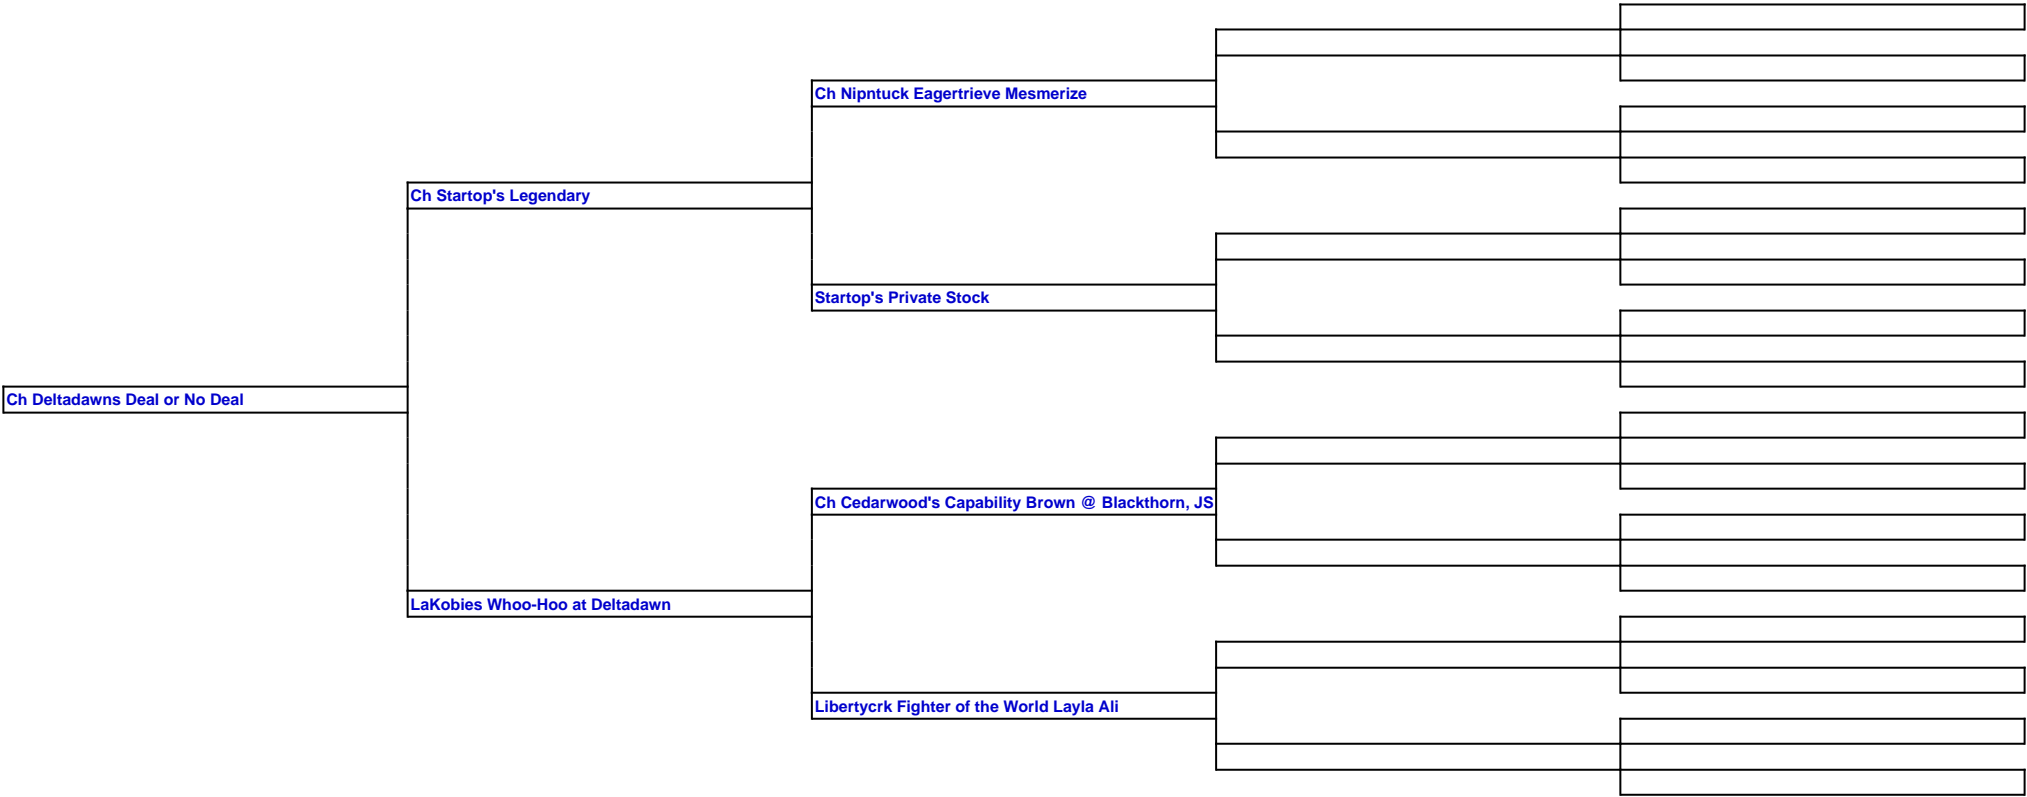 Ch Nipntuck Eagertrieve Mesmerize
Ch Startop's Legendary
Startop's Private Stock
Ch Deltadawns Deal or No Deal
Ch Cedarwood's Capability Brown @ Blackthorn, JS
LaKobies Whoo-Hoo at Deltadawn
Libertycrk Fighter of the World Layla Ali